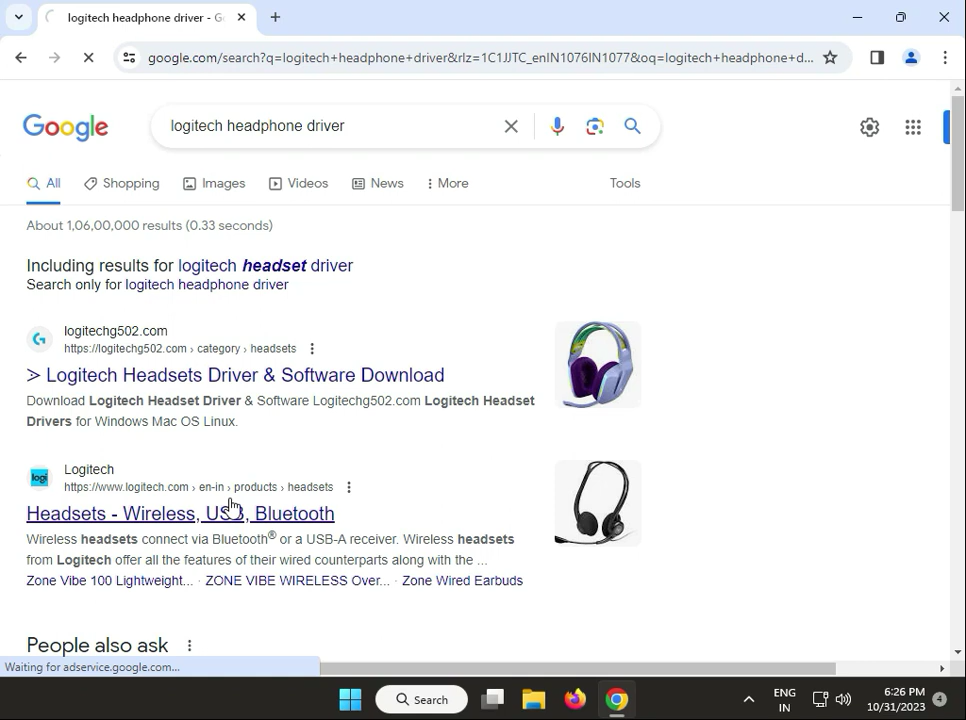 logitech headphone driver - G
google.com/search?q=logitech+headphone+driver&rlz=1C1JJTC_enIN1076IN1077&oq=logitech+headphone+d...
Google
logitech headphone driver
All
Shopping
Images
Videos
News
More
Tools
About 1,06,00,000 results (0.33 seconds)
Including results for logitech headset driver
Search only for logitech headphone driver
logitechg502.com
https://logitechg502.com › category › headsets
> Logitech Headsets Driver & Software Download
Download Logitech Headset Driver & Software Logitechg502.com Logitech Headset
Drivers for Windows Mac OS Linux.
logi
Logitech
https://www.logitech.com › en-in › products › headsets
Headsets - Wireless, USB, Bluetooth
Wireless headsets connect via Bluetooth® or a USB-A receiver. Wireless headsets
from Logitech offer all the features of their wired counterparts along with the ...
Zone Vibe 100 Lightweight... · ZONE VIBE WIRELESS Over... · Zone Wired Earbuds
People also ask
Waiting for adservice.google.com...
Search
ENG
IN
6:26 PM
10/31/2023
4